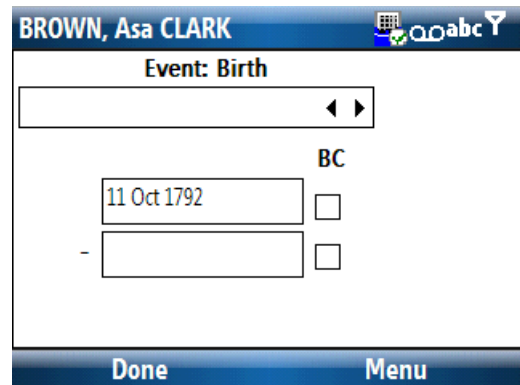 BROWN, Asa CLARK abc
Event: Birth
BC
11 Oct 1792
-
Done Menu